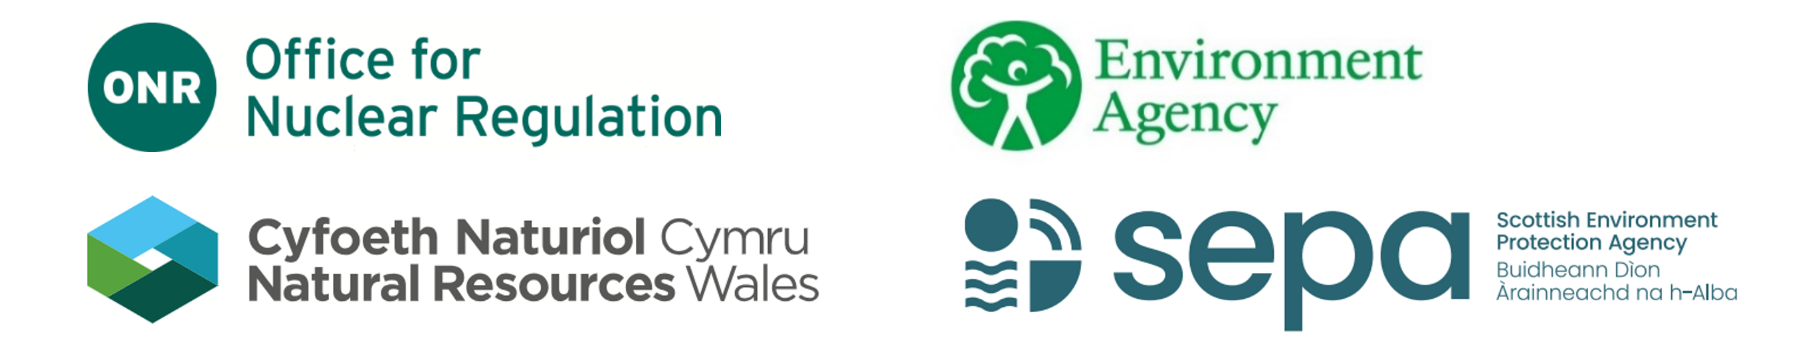 ONR
Office for
Nuclear Regulation
Environment
Agency
Cyfoeth Naturiol Cymru
Natural Resources Wales
sepa
Scottish Environment
Protection Agency
Buidheann Dìon
Àrainneachd na h-Alba